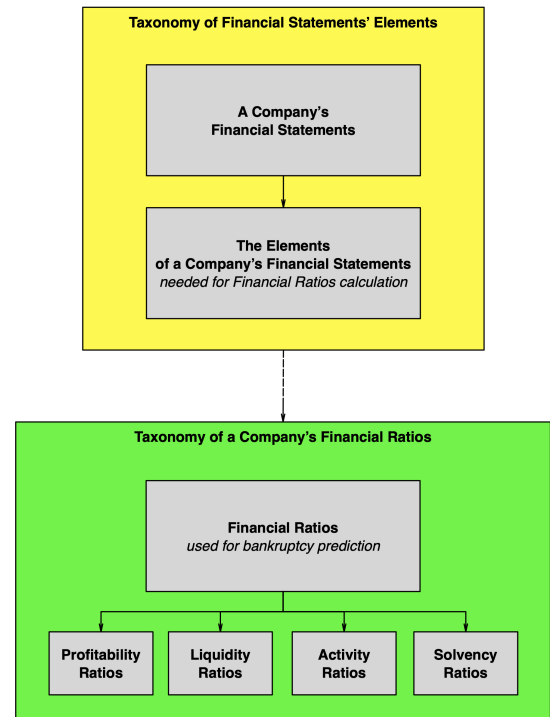 Taxonomy of Financial Statements' Elements
A Company's
Financial Statements
The Elements
of a Company's Financial Statements
needed for Financial Ratios calculation
Taxonomy of a Company's Financial Ratios
Financial Ratios
used for bankruptcy prediction
Profitability
Ratios
Liquidity
Ratios
Activity
Ratios
Solvency
Ratios